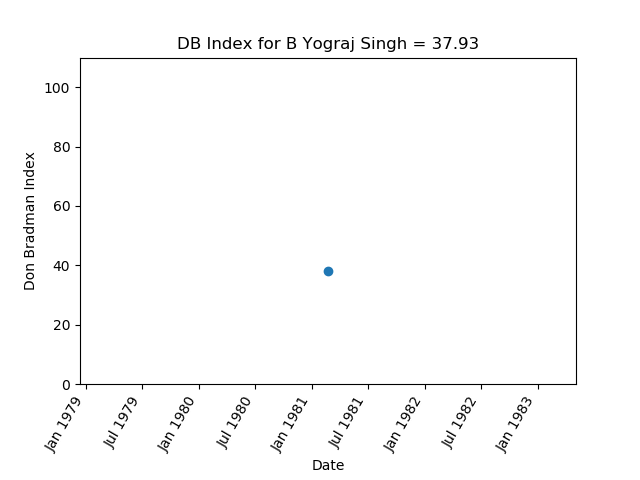 DB Index for B Yograj Singh = 37.93
Don Bradman Index
100
80
60
40
20
0
Jan 1979
Jul 1979
Jan 1980
Jul 1980
Jan 1981
Jul 1981
Jan 1982
Jul 1982
Jan 1983
Date